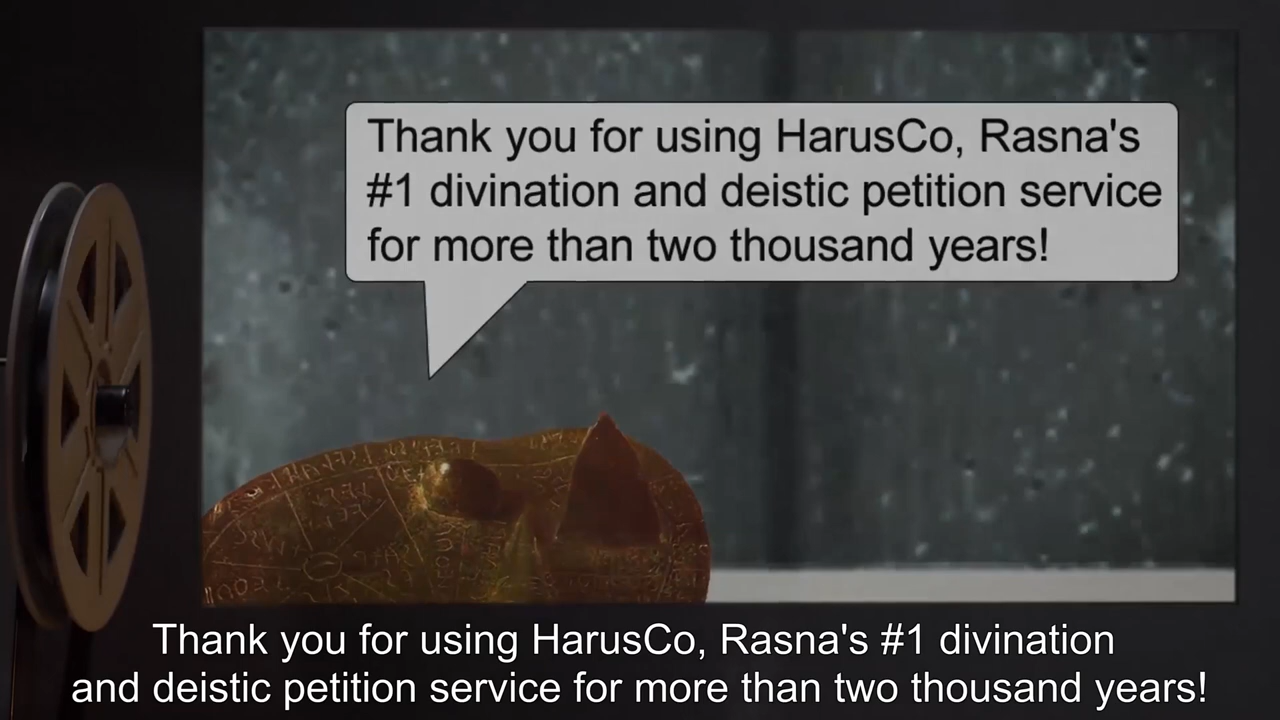 Thank you for using HarusCo, Rasna's
#1 divination and deistic petition service
for more than two thousand years!
Thank you for using HarusCo, Rasna's #1 divination
and deistic petition service for more than two thousand years!